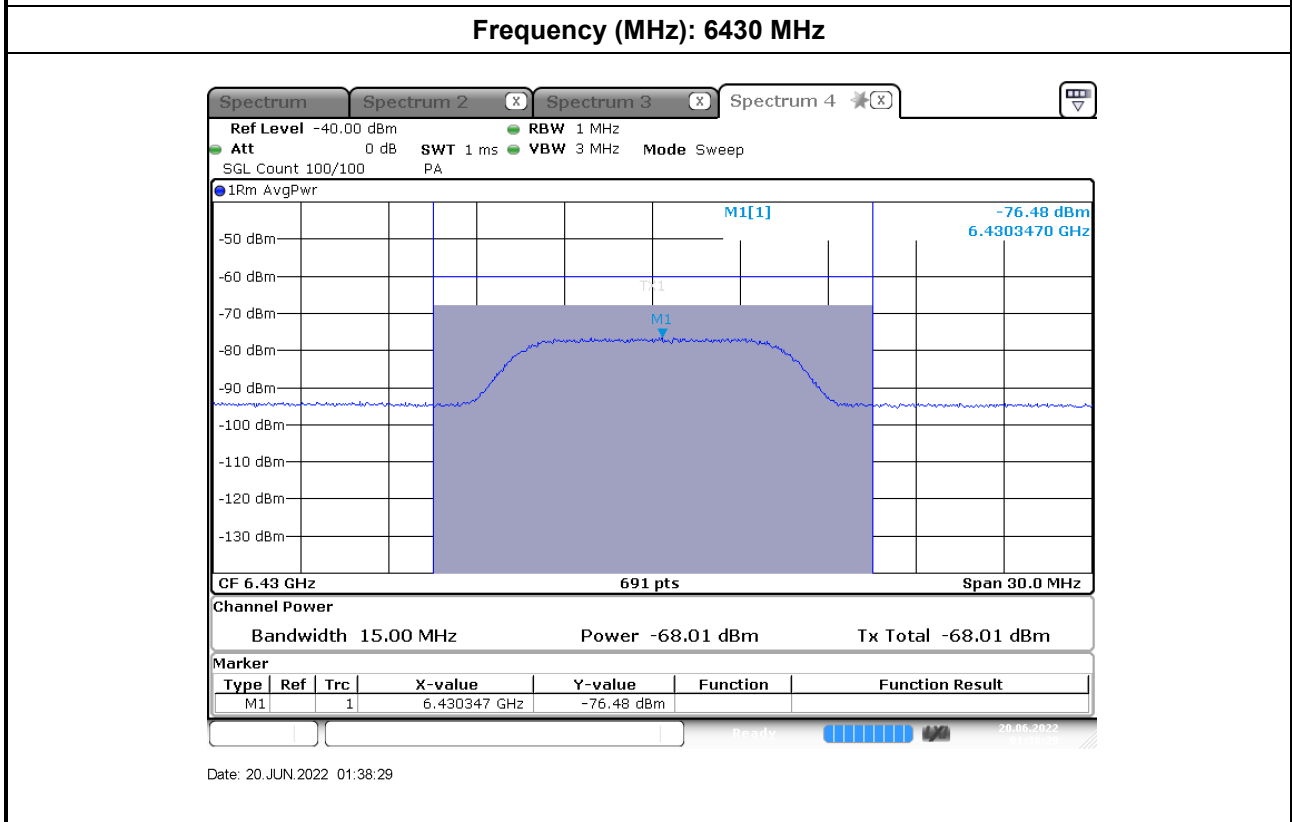 Frequency (MHz): 6430 MHz
Spectrum Spectrum 2 X Spectrum 3 X Spectrum 4 X
Ref Level -40.00 dBm RBW 1 MHz
Att 0 dB SWT 1 ms VBW 3 MHz Mode Sweep
SGL Count 100/100 PA
1Rm AvgPwr
M1[1] -76.48 dBm
6.4303470 GHz
-50 dBm
-60 dBm
TX1
-70 dBm
M1
-80 dBm
-90 dBm
-100 dBm
-110 dBm
-120 dBm
-130 dBm
CF 6.43 GHz 691 pts Span 30.0 MHz
Channel Power
Bandwidth 15.00 MHz Power -68.01 dBm Tx Total -68.01 dBm
Marker
Type Ref Trc X-value Y-value Function Function Result
M1 1 6.430347 GHz -76.48 dBm
Ready 20.06.2022
Date: 20.JUN.2022 01:38:29